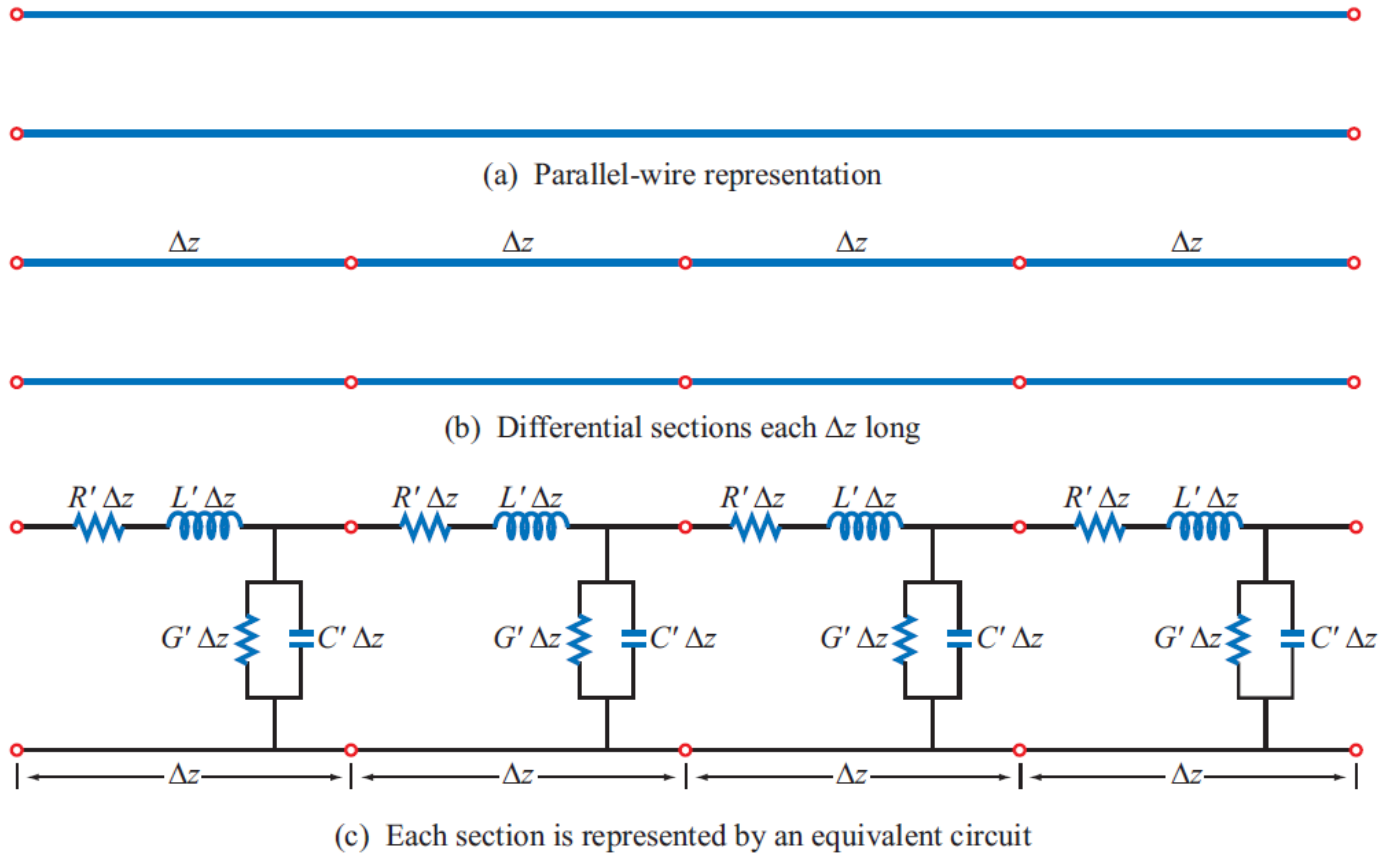 (a) Parallel-wire representation
Δz Δz Δz Δz
(b) Differential sections each Δz long
R′ Δz L′ Δz R′ Δz L′ Δz R′ Δz L′ Δz R′ Δz L′ Δz
G′ Δz C′ Δz G′ Δz C′ Δz G′ Δz C′ Δz G′ Δz C′ Δz
Δz Δz Δz Δz
(c) Each section is represented by an equivalent circuit